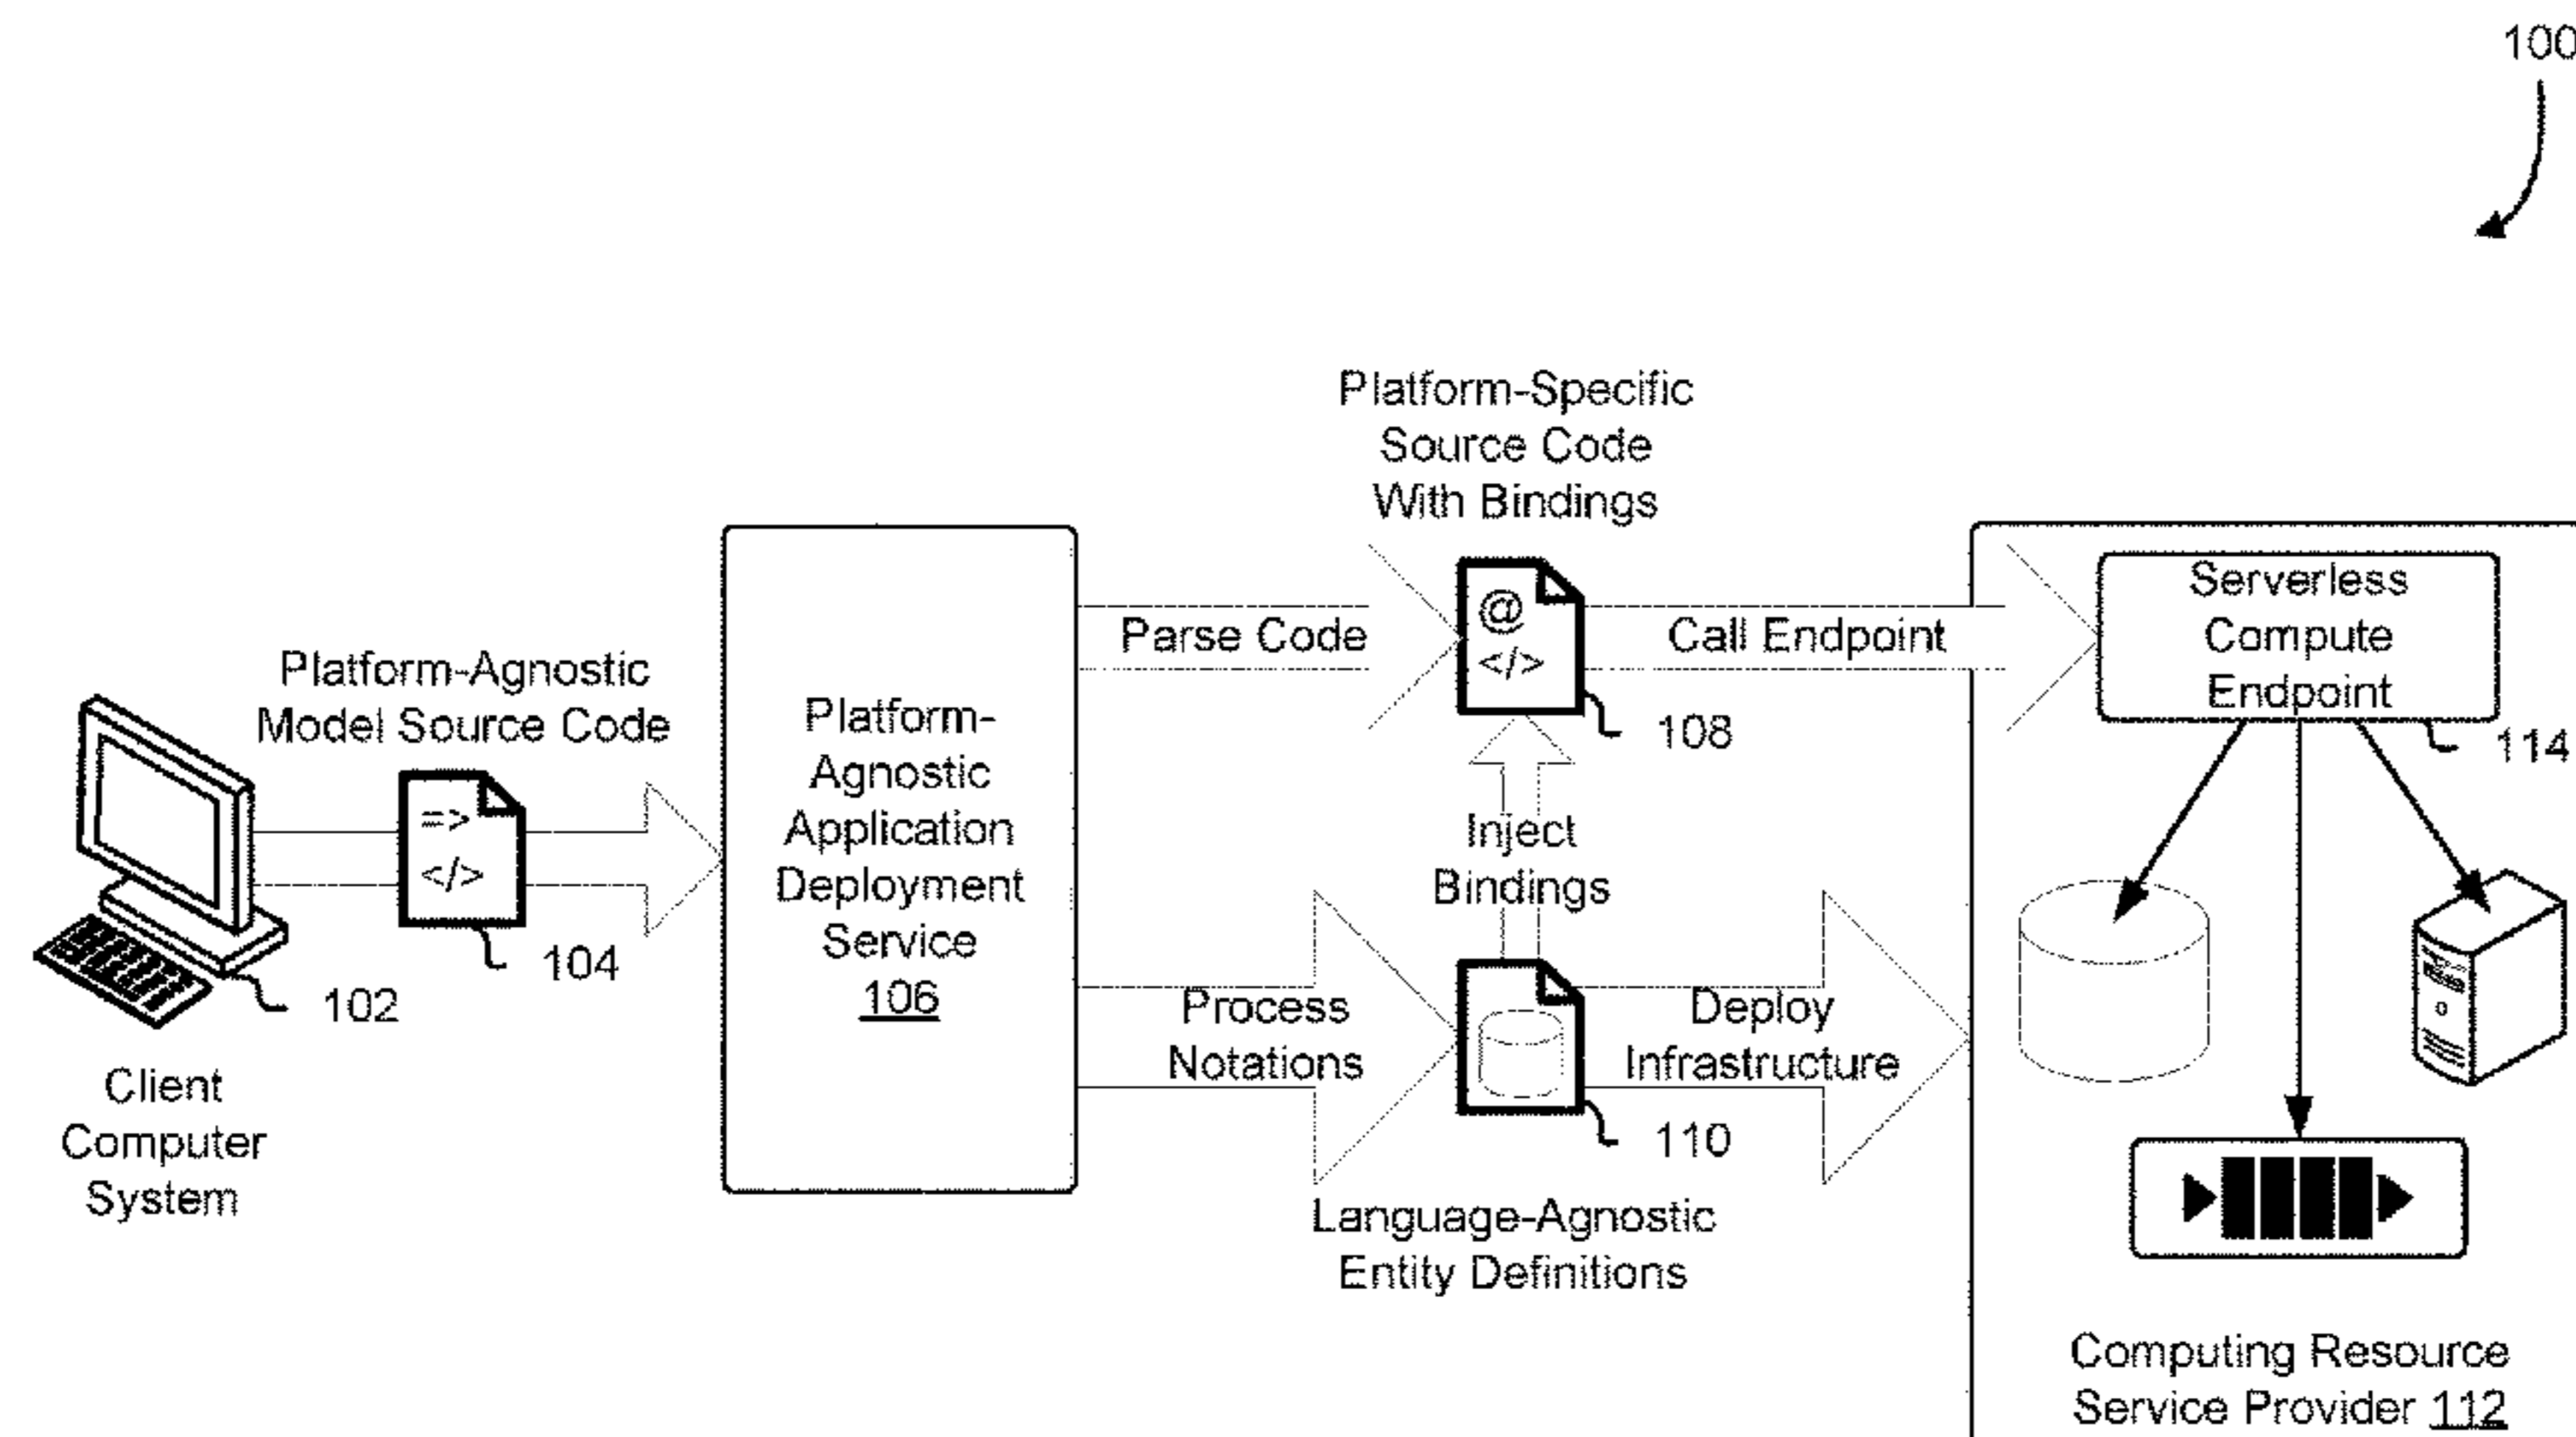 100
Platform-Specific
Source Code
With Bindings
Serverless
Compute
Endpoint
@
</>
Parse Code
Call Endpoint
108
114
Platform-Agnostic
Model Source Code
=>
</>
104
102
Client
Computer
System
Platform-
Agnostic
Application
Deployment
Service
106
Inject
Bindings
Process
Notations
Deploy
Infrastructure
110
Language-Agnostic
Entity Definitions
Computing Resource
Service Provider 112